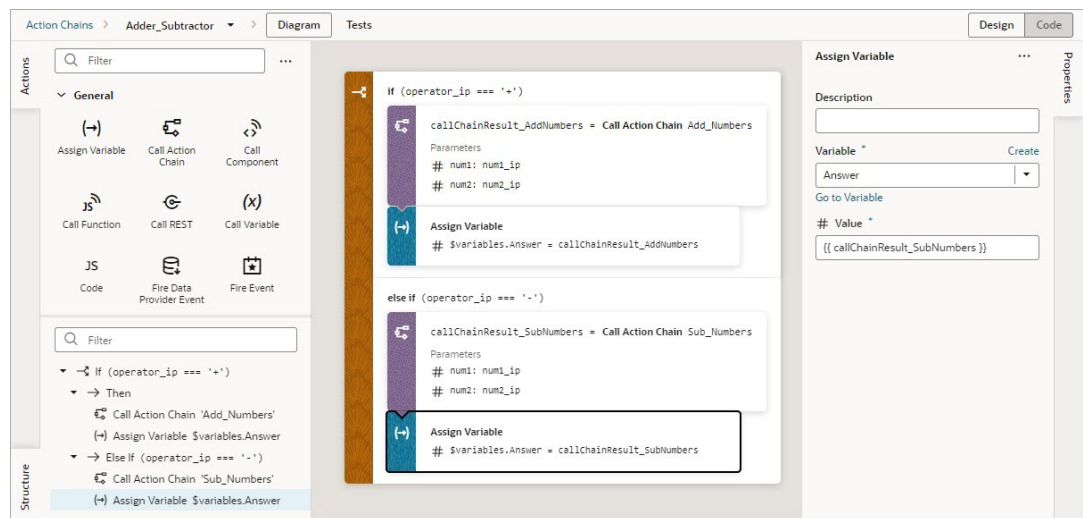 Action Chains > Adder_Subtractor > Diagram Tests Design Code
Actions
Filter
General
Assign Variable
Call Action Chain
Call Component
JS
Call Function
Call REST
(x)
Call Variable
JS
Code
Fire Data Provider Event
Fire Event
Structure
Filter
If (operator_ip === '+')
Then
Call Action Chain 'Add_Numbers'
Assign Variable $variables.Answer
Else If (operator_ip === '-')
Call Action Chain 'Sub_Numbers'
Assign Variable $variables.Answer
if (operator_ip === '+')
callChainResult_AddNumbers = Call Action Chain Add_Numbers
Parameters
# num1: num1_ip
# num2: num2_ip
Assign Variable
# $variables.Answer = callChainResult_AddNumbers
else if (operator_ip === '-')
callChainResult_SubNumbers = Call Action Chain Sub_Numbers
Parameters
# num1: num1_ip
# num2: num2_ip
Assign Variable
# $variables.Answer = callChainResult_SubNumbers
Assign Variable
Properties
Description
Variable *
Create
Answer
Go to Variable
# Value *
{{ callChainResult_SubNumbers }}